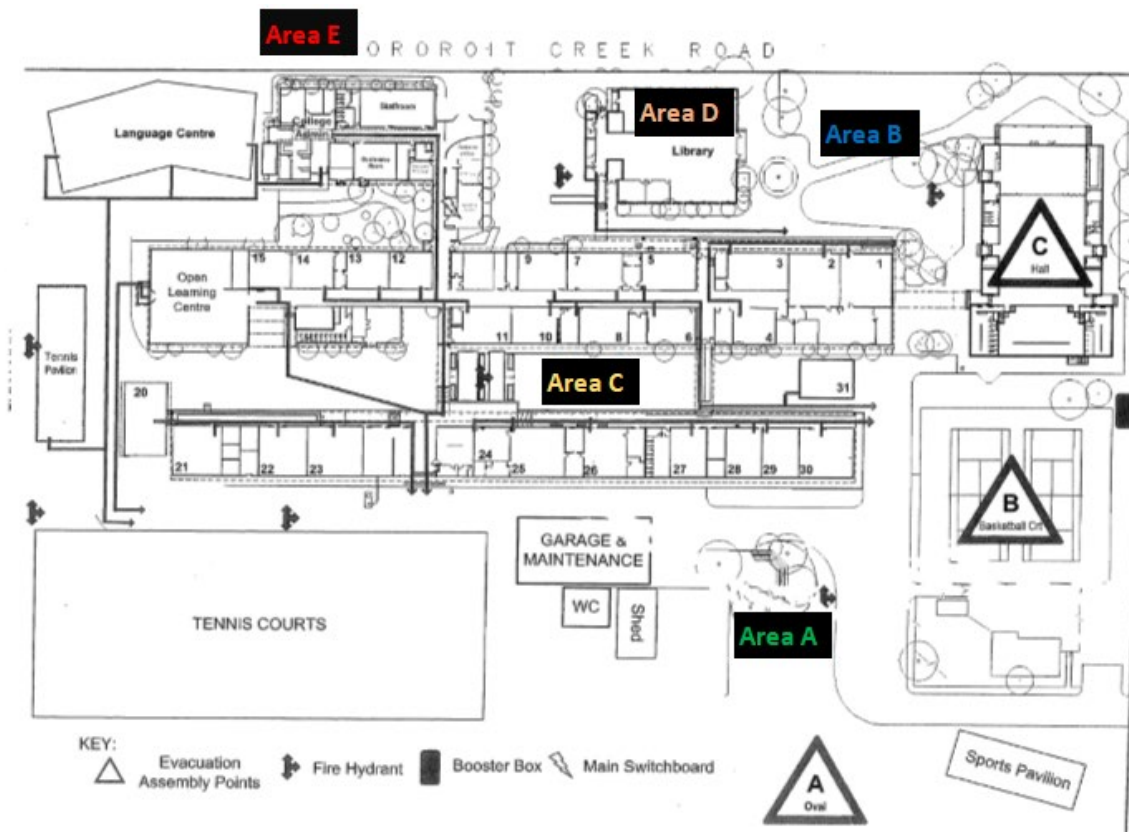 Area E
OROROIT CREEK ROAD
Language Centre
Staffroom
College
Admin
Area D
Library
Area B
C
Hall
15
14
13
12
9
7
5
3
2
1
Open
Learning
Centre
11
10
8
6
4
Tennis
Pavilion
20
Area C
31
21
22
23
24
25
26
27
28
29
30
B
Basketball Crt
GARAGE &
MAINTENANCE
WC
Shed
TENNIS COURTS
Area A
KEY:
Evacuation
Assembly Points
Fire Hydrant
Booster Box
Main Switchboard
A
Oval
Sports Pavilion